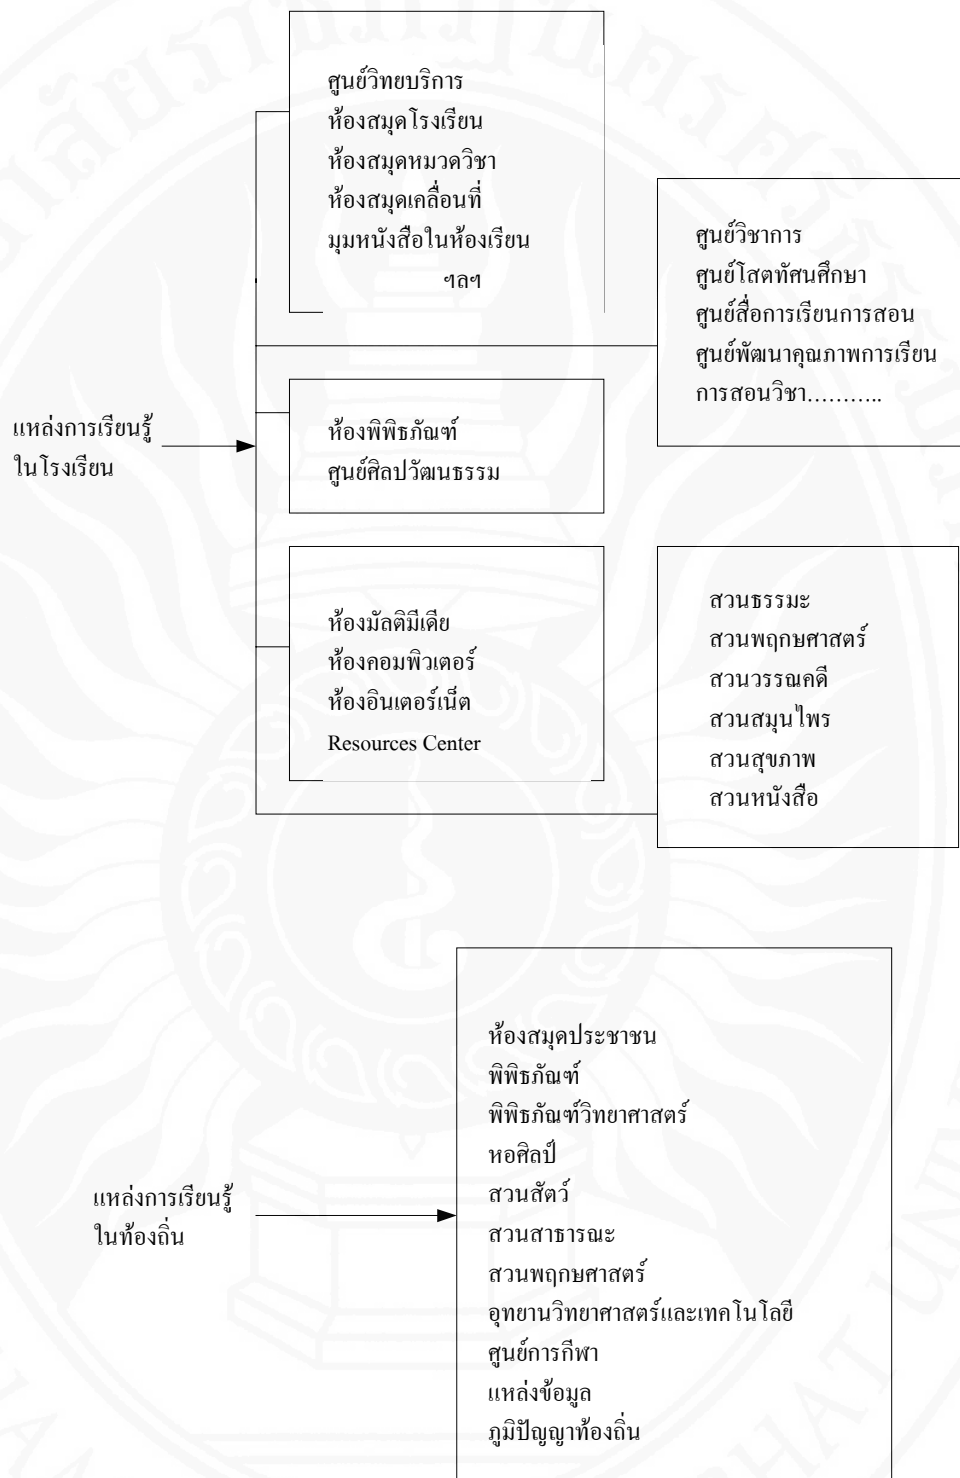 ศูนย์วิทยบริการ
ห้องสมุดโรงเรียน
ห้องสมุดหมวดวิชา
ห้องสมุดเคลื่อนที่
มุมหนังสือในห้องเรียน
ฯลฯ
ศูนย์วิชาการ
ศูนย์โสตทัศนศึกษา
ศูนย์สื่อการเรียนการสอน
ศูนย์พัฒนาคุณภาพการเรียน
การสอนวิชา...........
แหล่งการเรียนรู้
ในโรงเรียน
ห้องพิพิธภัณฑ์
ศูนย์ศิลปวัฒนธรรม
ห้องมัลติมีเดีย
ห้องคอมพิวเตอร์
ห้องอินเตอร์เน็ต
Resources Center
สวนธรรมะ
สวนพฤกษศาสตร์
สวนวรรณคดี
สวนสมุนไพร
สวนสุขภาพ
สวนหนังสือ
แหล่งการเรียนรู้
ในท้องถิ่น
ห้องสมุดประชาชน
พิพิธภัณฑ์
พิพิธภัณฑ์วิทยาศาสตร์
หอศิลป์
สวนสัตว์
สวนสาธารณะ
สวนพฤกษศาสตร์
อุทยานวิทยาศาสตร์และเทคโนโลยี
ศูนย์การกีฬา
แหล่งข้อมูล
ภูมิปัญญาท้องถิ่น